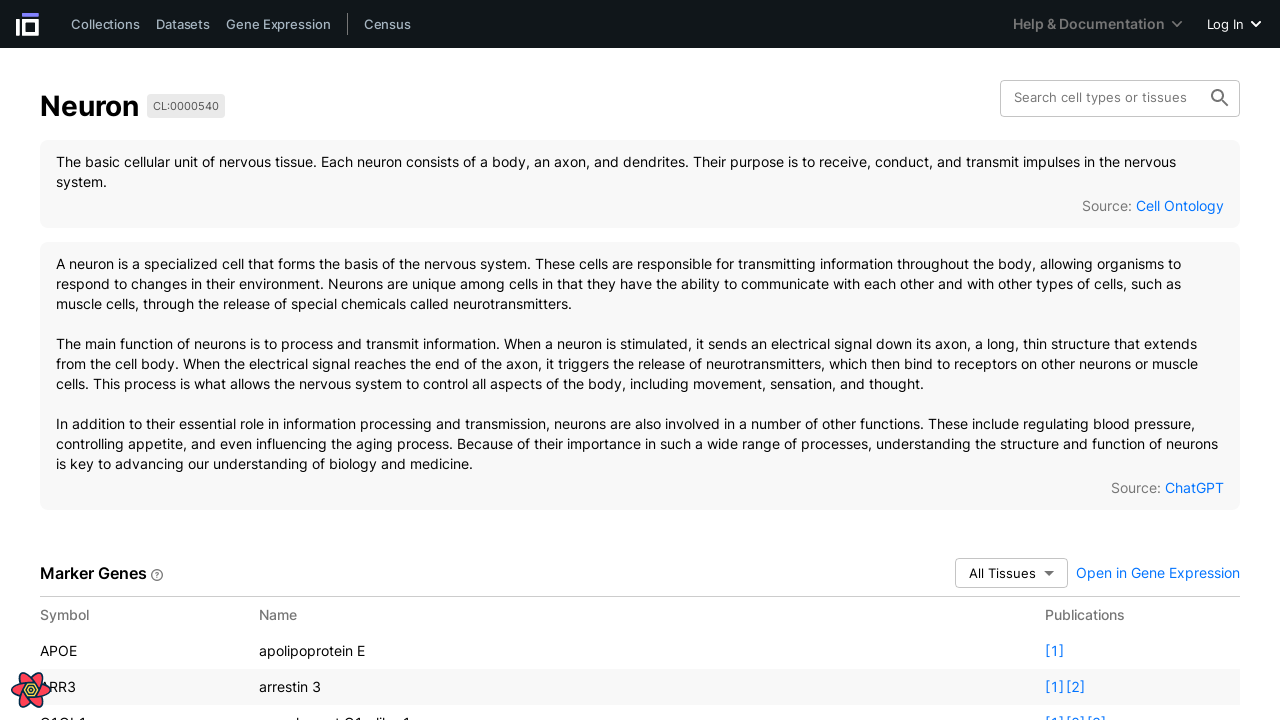 Collections Datasets Gene Expression Census Help & Documentation Log In
Neuron CL:0000540 Search cell types or tissues
The basic cellular unit of nervous tissue. Each neuron consists of a body, an axon, and dendrites. Their purpose is to receive, conduct, and transmit impulses in the nervous
system.
Source: Cell Ontology
A neuron is a specialized cell that forms the basis of the nervous system. These cells are responsible for transmitting information throughout the body, allowing organisms to
respond to changes in their environment. Neurons are unique among cells in that they have the ability to communicate with each other and with other types of cells, such as
muscle cells, through the release of special chemicals called neurotransmitters.
The main function of neurons is to process and transmit information. When a neuron is stimulated, it sends an electrical signal down its axon, a long, thin structure that extends
from the cell body. When the electrical signal reaches the end of the axon, it triggers the release of neurotransmitters, which then bind to receptors on other neurons or muscle
cells. This process is what allows the nervous system to control all aspects of the body, including movement, sensation, and thought.
In addition to their essential role in information processing and transmission, neurons are also involved in a number of other functions. These include regulating blood pressure,
controlling appetite, and even influencing the aging process. Because of their importance in such a wide range of processes, understanding the structure and function of neurons
is key to advancing our understanding of biology and medicine.
Source: ChatGPT
Marker Genes All Tissues Open in Gene Expression
Symbol Name Publications
APOE apolipoprotein E [1]
ARR3 arrestin 3 [1][2]